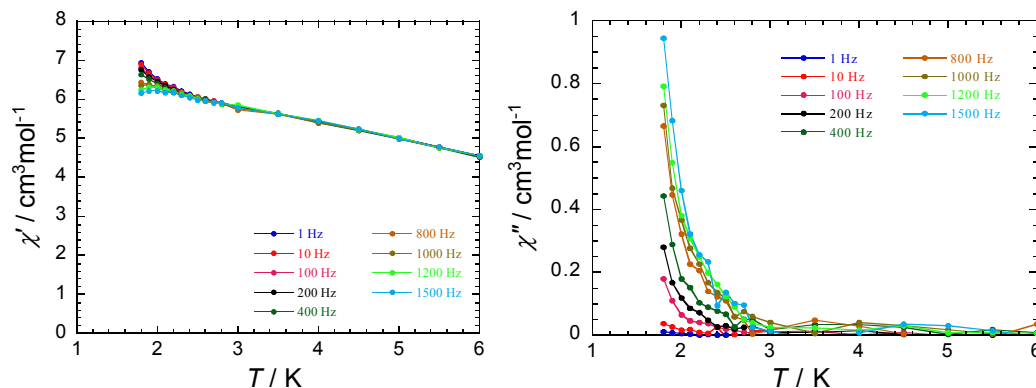 8
7
6
5
4
3
2
1
0
1 2 3 4 5 6
χ′ / cm³mol⁻¹
T / K
1 Hz
10 Hz
100 Hz
200 Hz
400 Hz
800 Hz
1000 Hz
1200 Hz
1500 Hz
1
0.8
0.6
0.4
0.2
0
1 2 3 4 5 6
χ″ / cm³mol⁻¹
T / K
1 Hz
10 Hz
100 Hz
200 Hz
400 Hz
800 Hz
1000 Hz
1200 Hz
1500 Hz